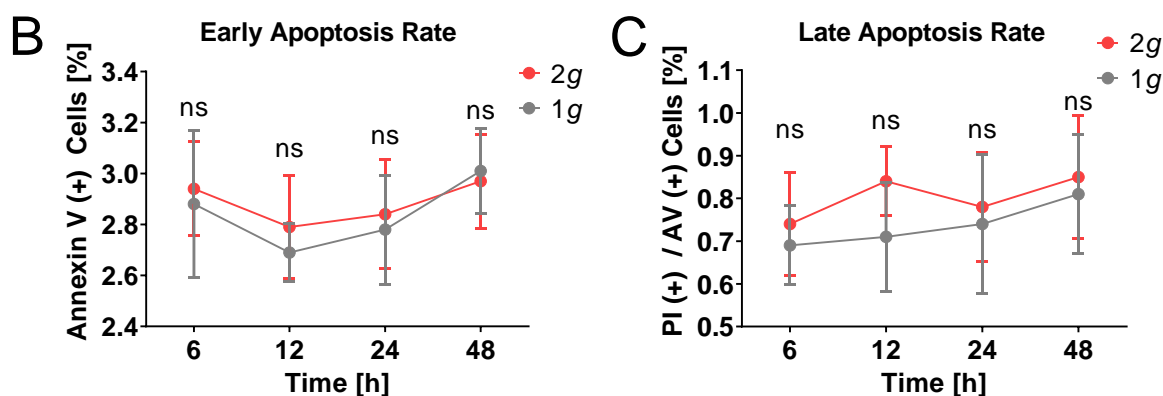 B
Early Apoptosis Rate
Annexin V (+) Cells [%]
3.4
3.2
3.0
2.8
2.6
2.4
ns
ns
ns
ns
2g
1g
6
12
24
48
Time [h]
C
Late Apoptosis Rate
PI (+) / AV (+) Cells [%]
1.1
1.0
0.9
0.8
0.7
0.6
0.5
ns
ns
ns
ns
2g
1g
6
12
24
48
Time [h]